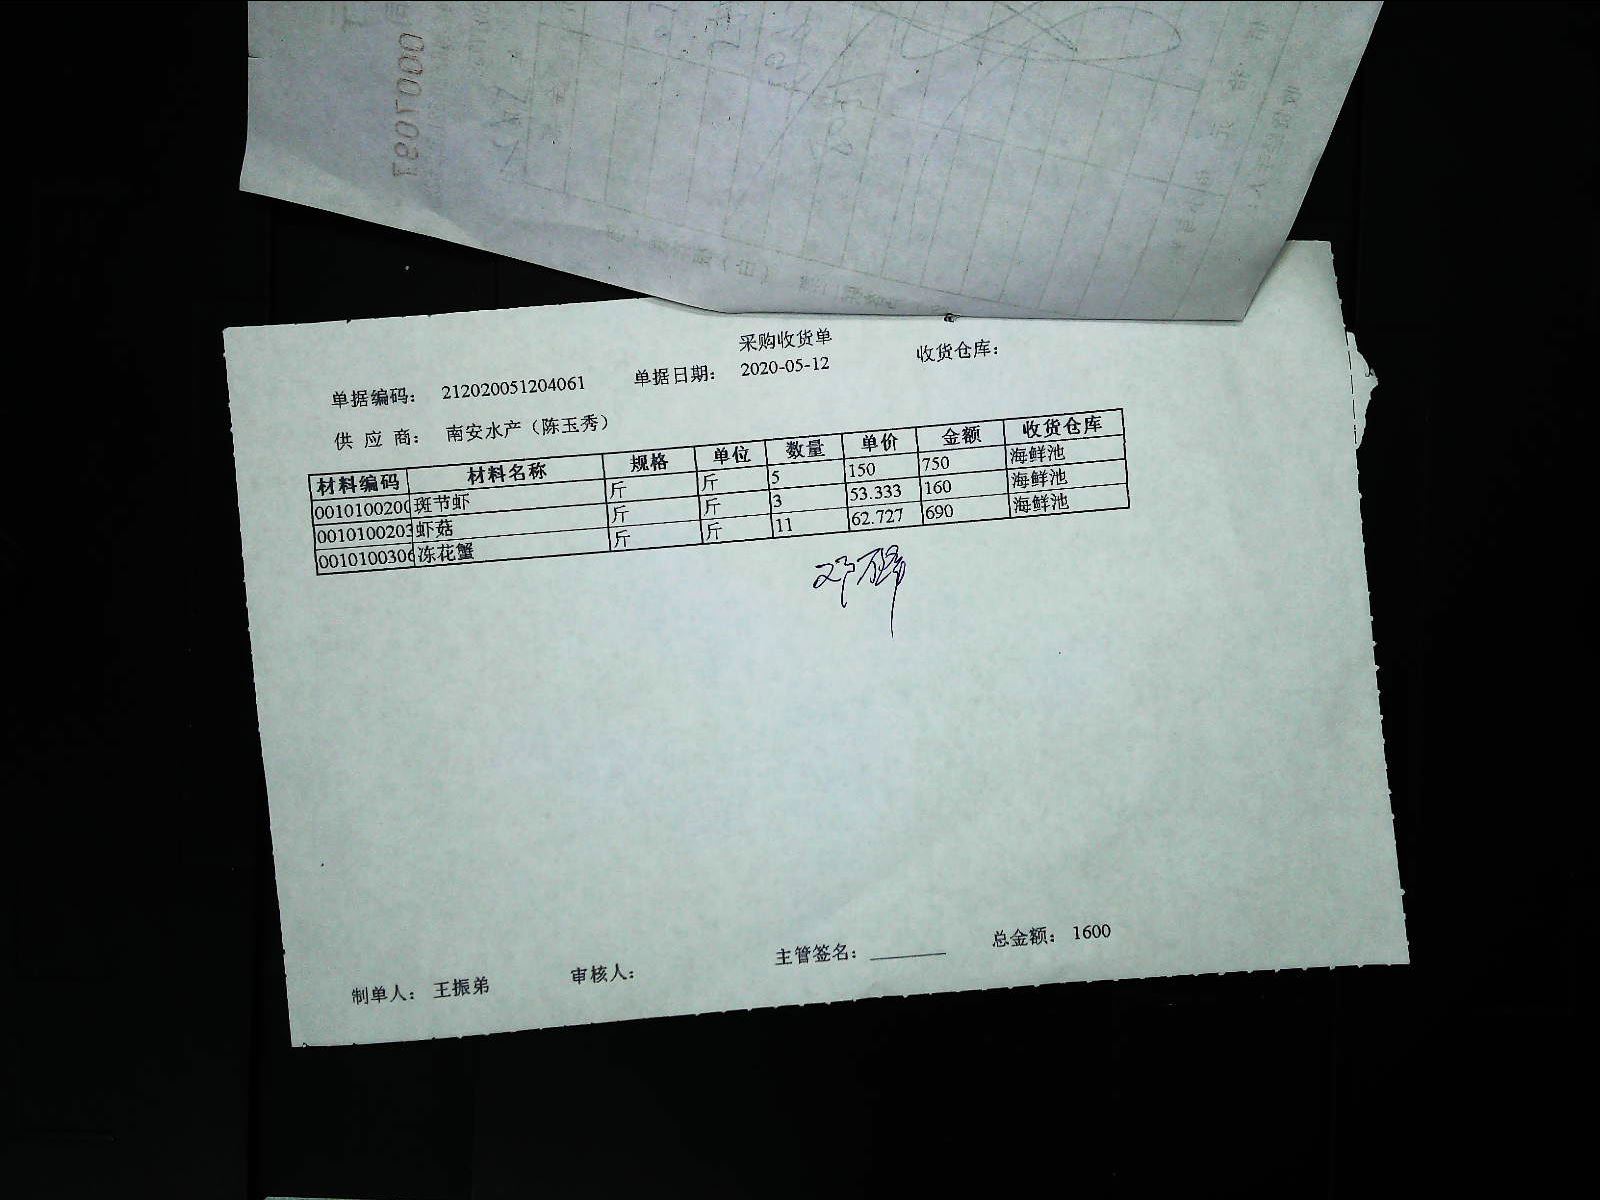 0007097
采购收货单
单据编码： 212020051204061 单据日期： 2020-05-12 收货仓库：
供 应 商： 南安水产（陈玉秀）
材料编码 材料名称 规格 单位 数量 单价 金额 收货仓库
001010020 斑节虾 斤 斤 5 150 750 海鲜池
0010100203 虾菇 斤 斤 3 53.333 160 海鲜池
0010100306 冻花蟹 斤 斤 11 62.727 690 海鲜池
制单人： 王振弟 审核人： 主管签名： 总金额： 1600